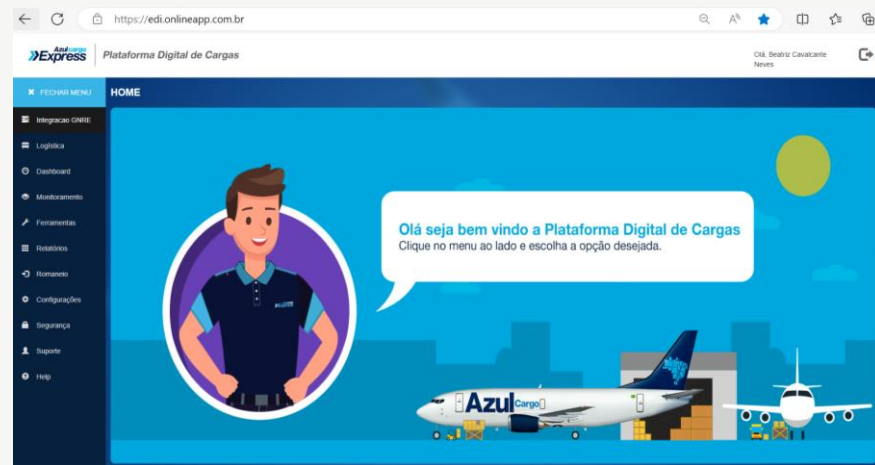 https://edi.onlineapp.com.br
Azulcargo
Express
Plataforma Digital de Cargas
Olá, Beatriz Cavalcante
Neves
FECHAR MENU
HOME
Integracao GNRE
Logística
Dashboard
Monitoramento
Ferramentas
Relatórios
Romaneio
Configurações
Segurança
Suporte
Help
Olá seja bem vindo a Plataforma Digital de Cargas
Clique no menu ao lado e escolha a opção desejada.
Azul Cargo